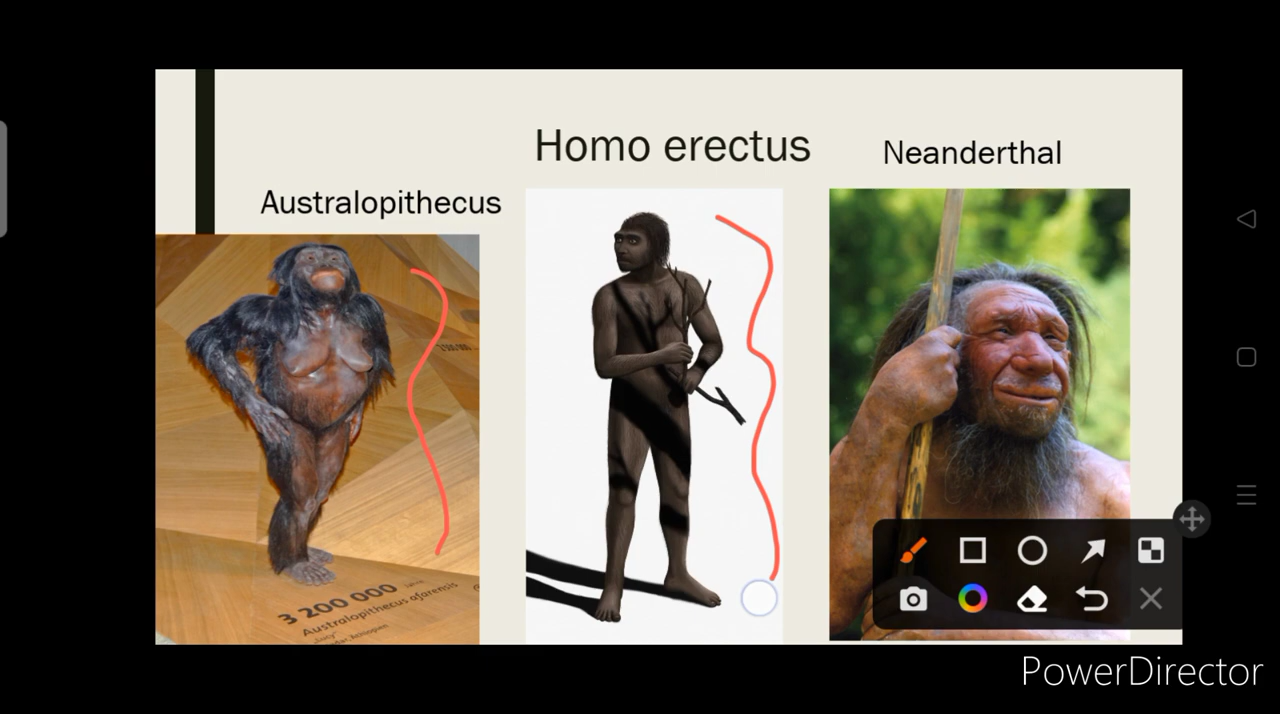 Homo erectus
Neanderthal
Australopithecus
3 200 000
Australopithecus afarensis
PowerDirector